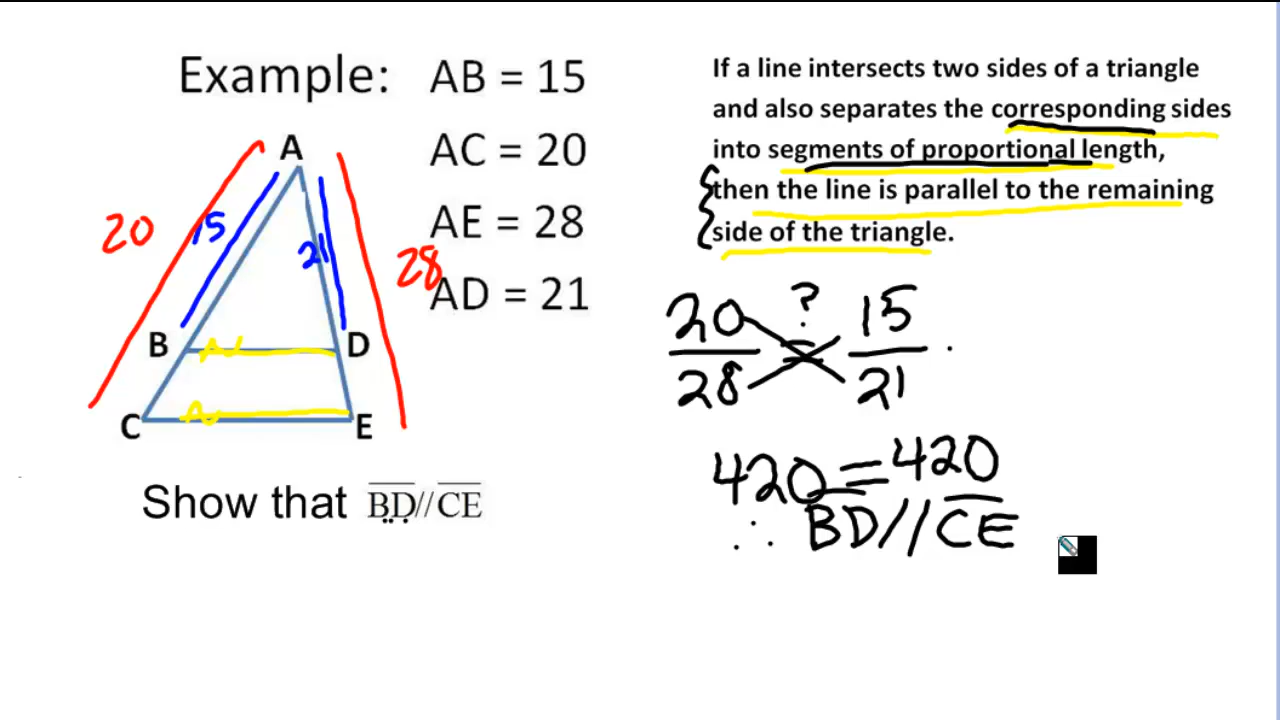 Example:
AB = 15
AC = 20
AE = 28
AD = 21
A
20
15
21
28
B
D
C
E
Show that BD//CE
If a line intersects two sides of a triangle
and also separates the corresponding sides
into segments of proportional length,
then the line is parallel to the remaining
side of the triangle.
20 ? 15
— = —
28 21
420 = 420
∴ BD//CE